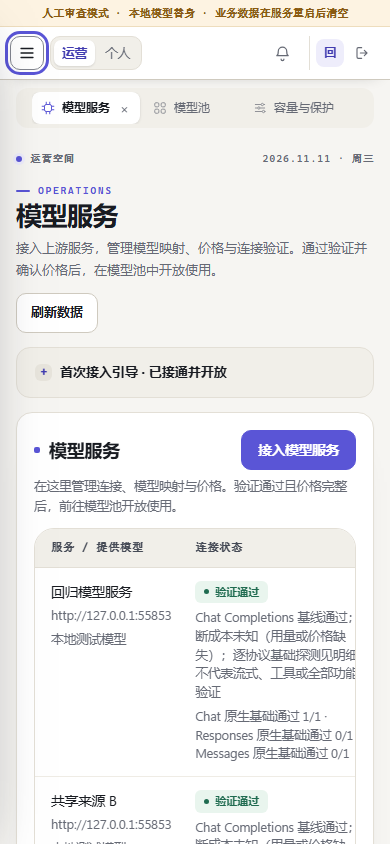 人工审查模式 · 本地模型替身 · 业务数据在服务重启后清空
运营 个人 回
模型服务 × 模型池 容量与保护
运营空间 2026.11.11 · 周三
OPERATIONS
模型服务
接入上游服务，管理模型映射、价格与连接验证。通过验证并
确认价格后，在模型池中开放使用。
刷新数据
+ 首次接入引导 · 已接通并开放
模型服务 接入模型服务
在这里管理连接、模型映射与价格。验证通过且价格完整
后，前往模型池开放使用。
服务 / 提供模型 连接状态
回归模型服务 验证通过
http://127.0.0.1:55853 Chat Completions 基线通过；
本地测试模型 断成本未知（用量或价格缺
失）；逐协议基础探测见明细
不代表流式、工具或全部功能
验证
Chat 原生基础通过 1/1 ·
Responses 原生基础通过 0/1
Messages 原生基础通过 0/1
共享来源 B 验证通过
http://127.0.0.1:55853 Chat Completions 基线通过；